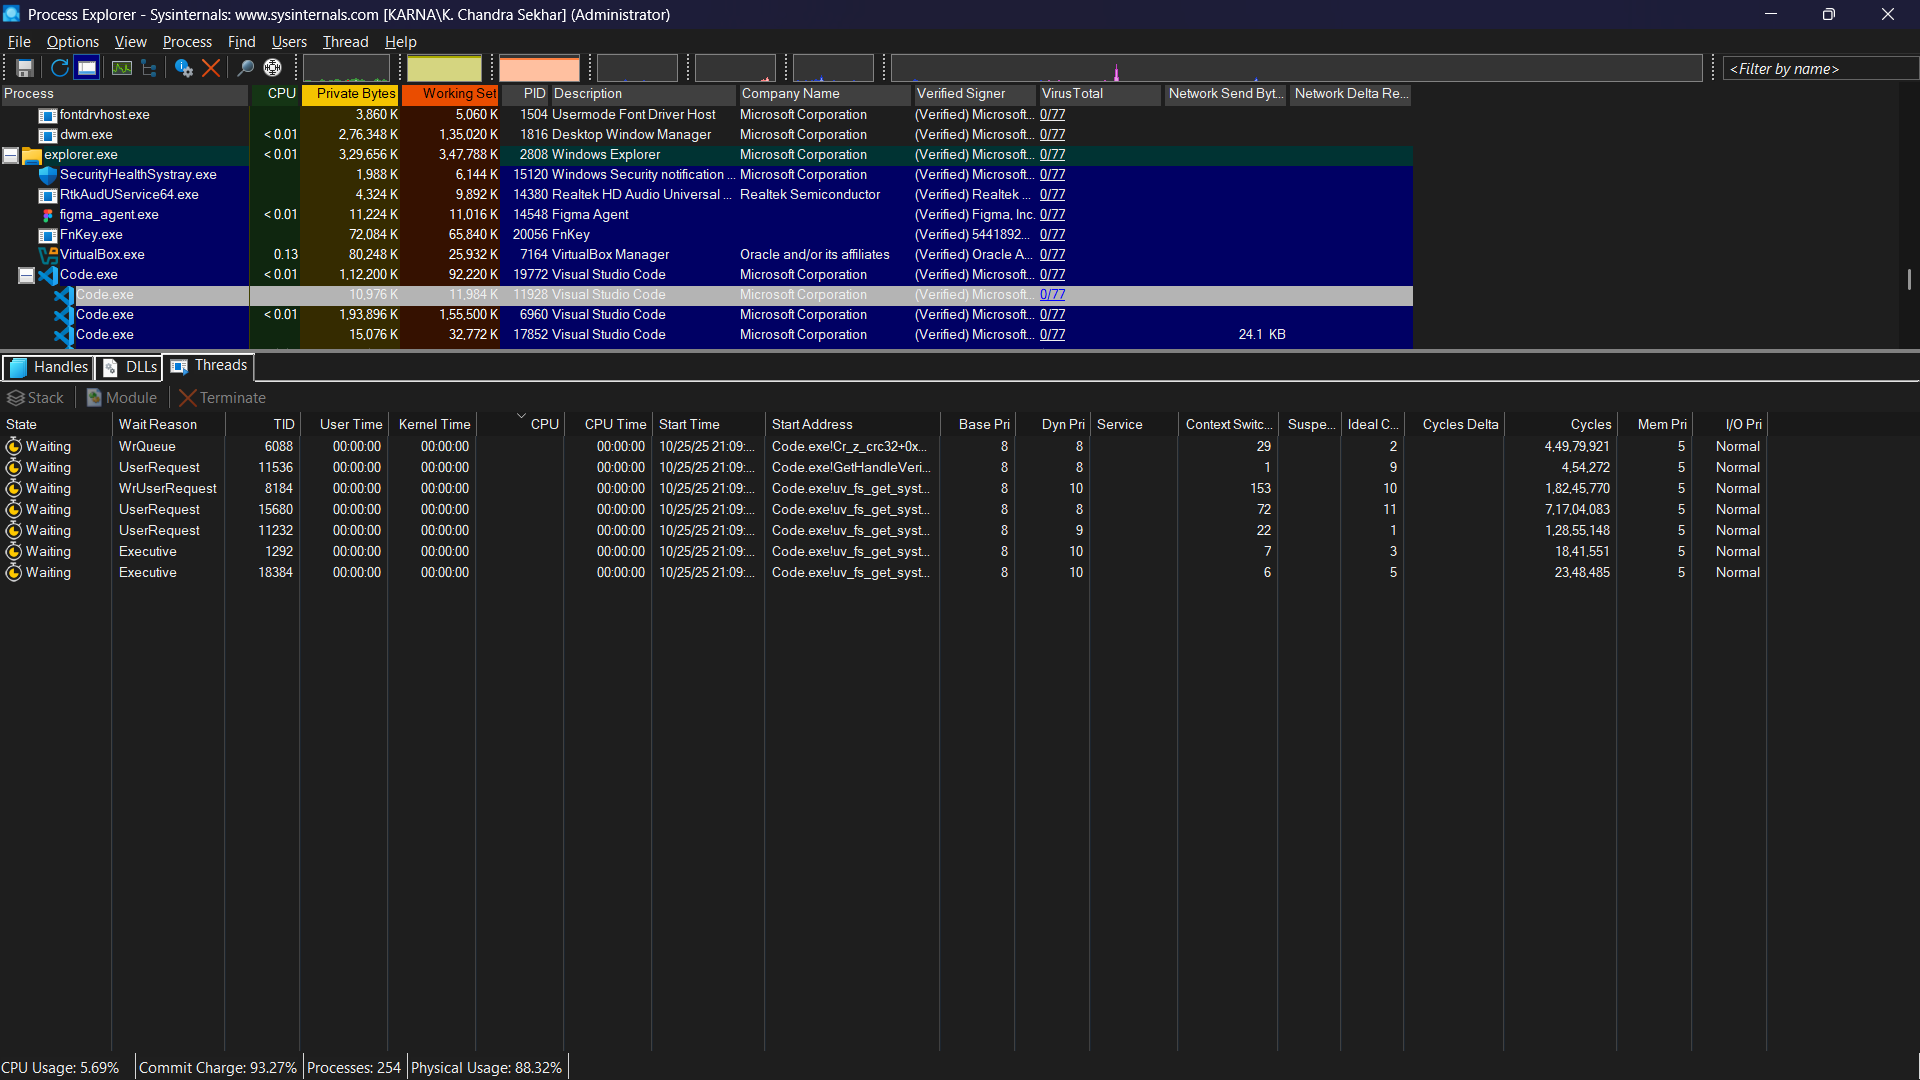 Process Explorer - Sysinternals: www.sysinternals.com [KARNA\K. Chandra Sekhar] (Administrator)
File Options View Process Find Users Thread Help
<Filter by name>
Process CPU Private Bytes Working Set PID Description Company Name Verified Signer VirusTotal Network Send Byt... Network Delta Re...
fontdrvhost.exe 3,860 K 5,060 K 1504 Usermode Font Driver Host Microsoft Corporation (Verified) Microsoft... 0/77
dwm.exe < 0.01 2,76,348 K 1,35,020 K 1816 Desktop Window Manager Microsoft Corporation (Verified) Microsoft... 0/77
explorer.exe < 0.01 3,29,656 K 3,47,788 K 2808 Windows Explorer Microsoft Corporation (Verified) Microsoft... 0/77
SecurityHealthSystray.exe 1,988 K 6,144 K 15120 Windows Security notification ... Microsoft Corporation (Verified) Microsoft... 0/77
RtkAudUService64.exe 4,324 K 9,892 K 14380 Realtek HD Audio Universal ... Realtek Semiconductor (Verified) Realtek ... 0/77
figma_agent.exe < 0.01 11,224 K 11,016 K 14548 Figma Agent (Verified) Figma, Inc. 0/77
FnKey.exe 72,084 K 65,840 K 20056 FnKey (Verified) 5441892... 0/77
VirtualBox.exe 0.13 80,248 K 25,932 K 7164 VirtualBox Manager Oracle and/or its affiliates (Verified) Oracle A... 0/77
Code.exe < 0.01 1,12,200 K 92,220 K 19772 Visual Studio Code Microsoft Corporation (Verified) Microsoft... 0/77
Code.exe 10,976 K 11,984 K 11928 Visual Studio Code Microsoft Corporation (Verified) Microsoft... 0/77
Code.exe < 0.01 1,93,896 K 1,55,500 K 6960 Visual Studio Code Microsoft Corporation (Verified) Microsoft... 0/77
Code.exe 15,076 K 32,772 K 17852 Visual Studio Code Microsoft Corporation (Verified) Microsoft... 0/77 24.1 KB
Handles DLLs Threads
Stack Module Terminate
State Wait Reason TID User Time Kernel Time CPU CPU Time Start Time Start Address Base Pri Dyn Pri Service Context Switc... Suspe... Ideal C... Cycles Delta Cycles Mem Pri I/O Pri
Waiting WrQueue 6088 00:00:00 00:00:00 00:00:00 10/25/25 21:09:... Code.exe!Cr_z_crc32+0x... 8 8 29 2 4,49,79,921 5 Normal
Waiting UserRequest 11536 00:00:00 00:00:00 00:00:00 10/25/25 21:09:... Code.exe!GetHandleVeri... 8 8 1 9 4,54,272 5 Normal
Waiting WrUserRequest 8184 00:00:00 00:00:00 00:00:00 10/25/25 21:09:... Code.exe!uv_fs_get_syst... 8 10 153 10 1,82,45,770 5 Normal
Waiting UserRequest 15680 00:00:00 00:00:00 00:00:00 10/25/25 21:09:... Code.exe!uv_fs_get_syst... 8 8 72 11 7,17,04,083 5 Normal
Waiting UserRequest 11232 00:00:00 00:00:00 00:00:00 10/25/25 21:09:... Code.exe!uv_fs_get_syst... 8 9 22 1 1,28,55,148 5 Normal
Waiting Executive 1292 00:00:00 00:00:00 00:00:00 10/25/25 21:09:... Code.exe!uv_fs_get_syst... 8 10 7 3 18,41,551 5 Normal
Waiting Executive 18384 00:00:00 00:00:00 00:00:00 10/25/25 21:09:... Code.exe!uv_fs_get_syst... 8 10 6 5 23,48,485 5 Normal
CPU Usage: 5.69% Commit Charge: 93.27% Processes: 254 Physical Usage: 88.32%